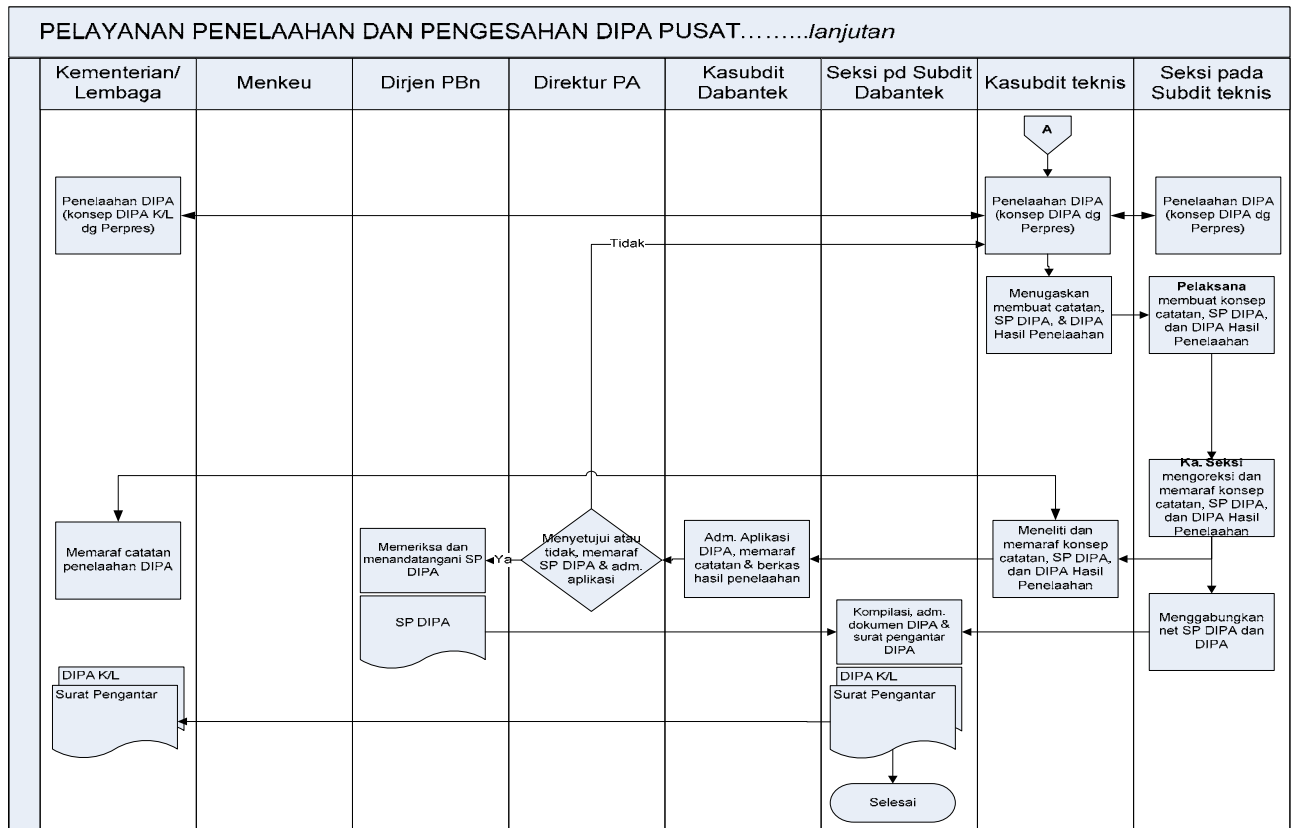 PELAYANAN PENELAAHAN DAN PENGESAHAN DIPA PUSAT.........lanjutan
Kementerian/
Lembaga
Menkeu
Dirjen PBn
Direktur PA
Kasubdit
Dabantek
Seksi pd Subdit
Dabantek
Kasubdit teknis
Seksi pada
Subdit teknis
A
Penelaahan DIPA
(konsep DIPA K/L
dg Perpres)
Penelaahan DIPA
(konsep DIPA dg
Perpres)
Penelaahan DIPA
(konsep DIPA dg
Perpres)
Tidak
Menugaskan
membuat catatan,
SP DIPA, & DIPA
Hasil Penelaahan
Pelaksana
membuat konsep
catatan, SP DIPA,
dan DIPA Hasil
Penelaahan
Ka. Seksi
mengoreksi dan
memaraf konsep
catatan, SP DIPA,
dan DIPA Hasil
Penelaahan
Memaraf catatan
penelaahan DIPA
Memeriksa dan
menandatangani SP
DIPA
Ya
Menyetujui atau
tidak, memaraf
SP DIPA & adm.
aplikasi
Adm. Aplikasi
DIPA, memaraf
catatan & berkas
hasil penelaahan
Meneliti dan
memaraf konsep
catatan, SP DIPA,
dan DIPA Hasil
Penelaahan
SP DIPA
Kompilasi, adm.
dokumen DIPA &
surat pengantar
DIPA
Menggabungkan
net SP DIPA dan
DIPA
DIPA K/L
Surat Pengantar
DIPA K/L
Surat Pengantar
Selesai